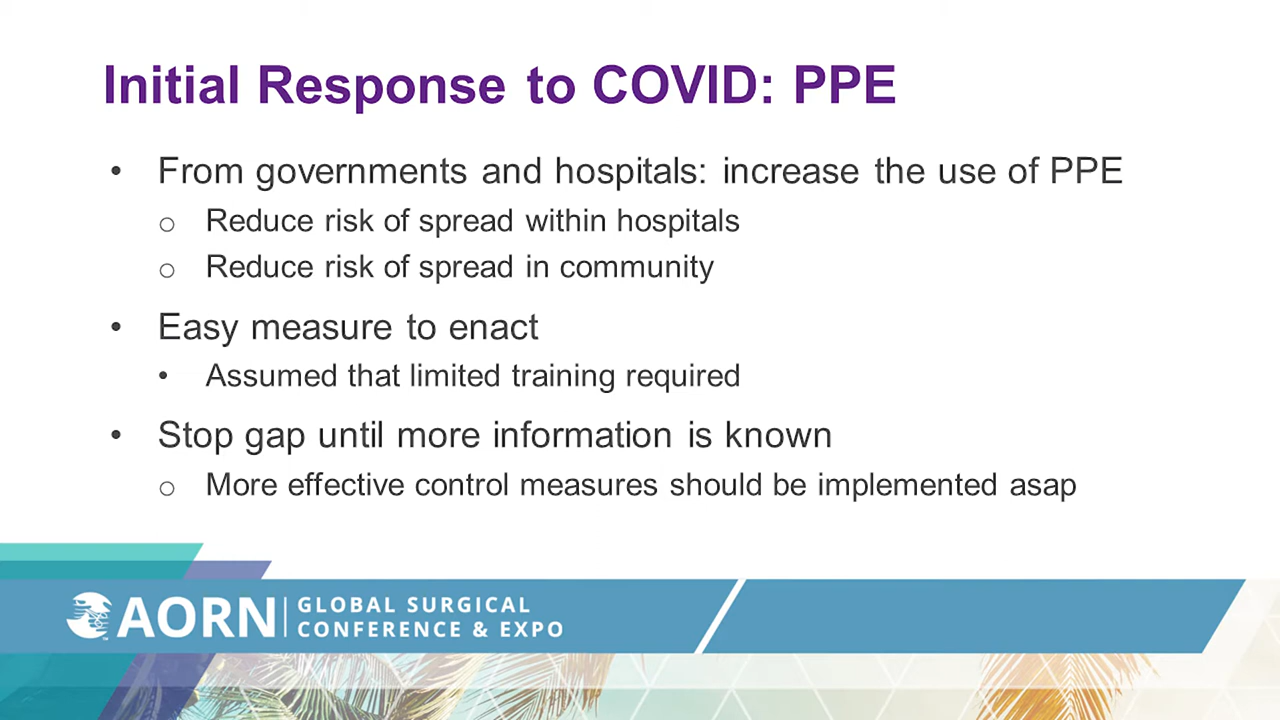 Initial Response to COVID: PPE
• From governments and hospitals: increase the use of PPE
o Reduce risk of spread within hospitals
o Reduce risk of spread in community
• Easy measure to enact
• Assumed that limited training required
• Stop gap until more information is known
o More effective control measures should be implemented asap
AORN
GLOBAL SURGICAL
CONFERENCE & EXPO